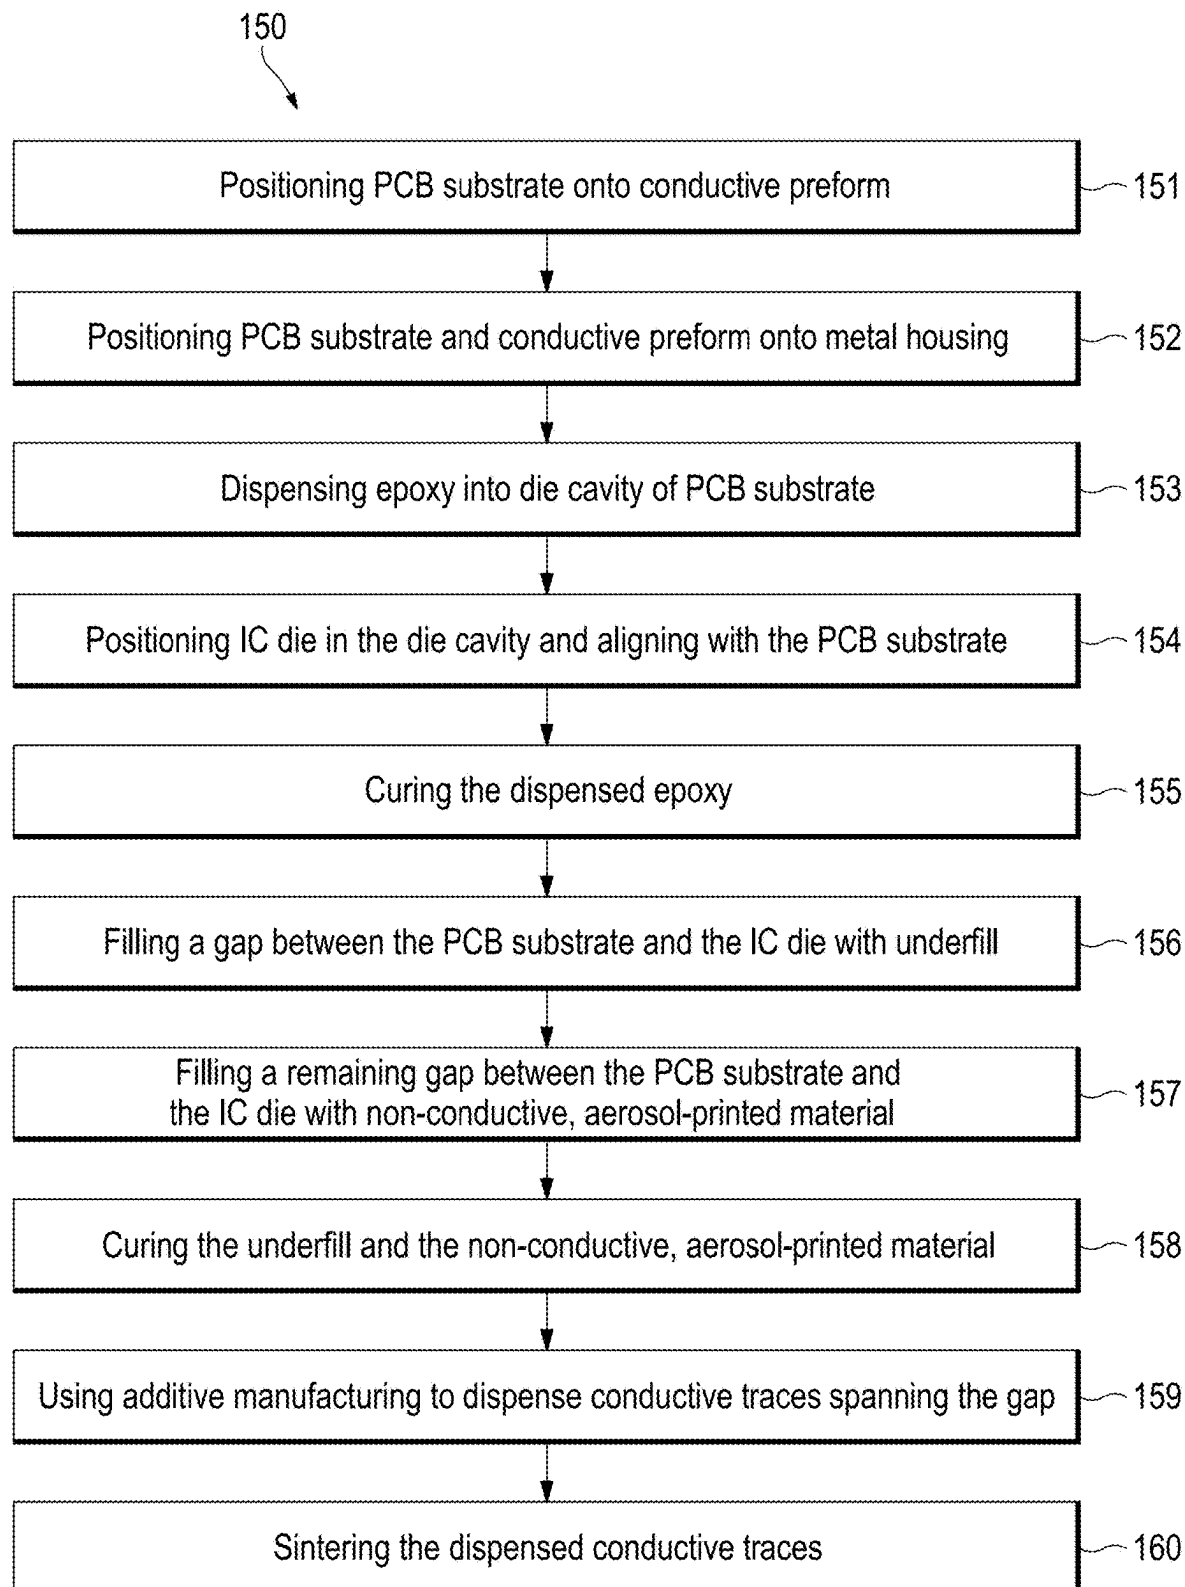 150
Positioning PCB substrate onto conductive preform 151
Positioning PCB substrate and conductive preform onto metal housing 152
Dispensing epoxy into die cavity of PCB substrate 153
Positioning IC die in the die cavity and aligning with the PCB substrate 154
Curing the dispensed epoxy 155
Filling a gap between the PCB substrate and the IC die with underfill 156
Filling a remaining gap between the PCB substrate and
the IC die with non-conductive, aerosol-printed material 157
Curing the underfill and the non-conductive, aerosol-printed material 158
Using additive manufacturing to dispense conductive traces spanning the gap 159
Sintering the dispensed conductive traces 160